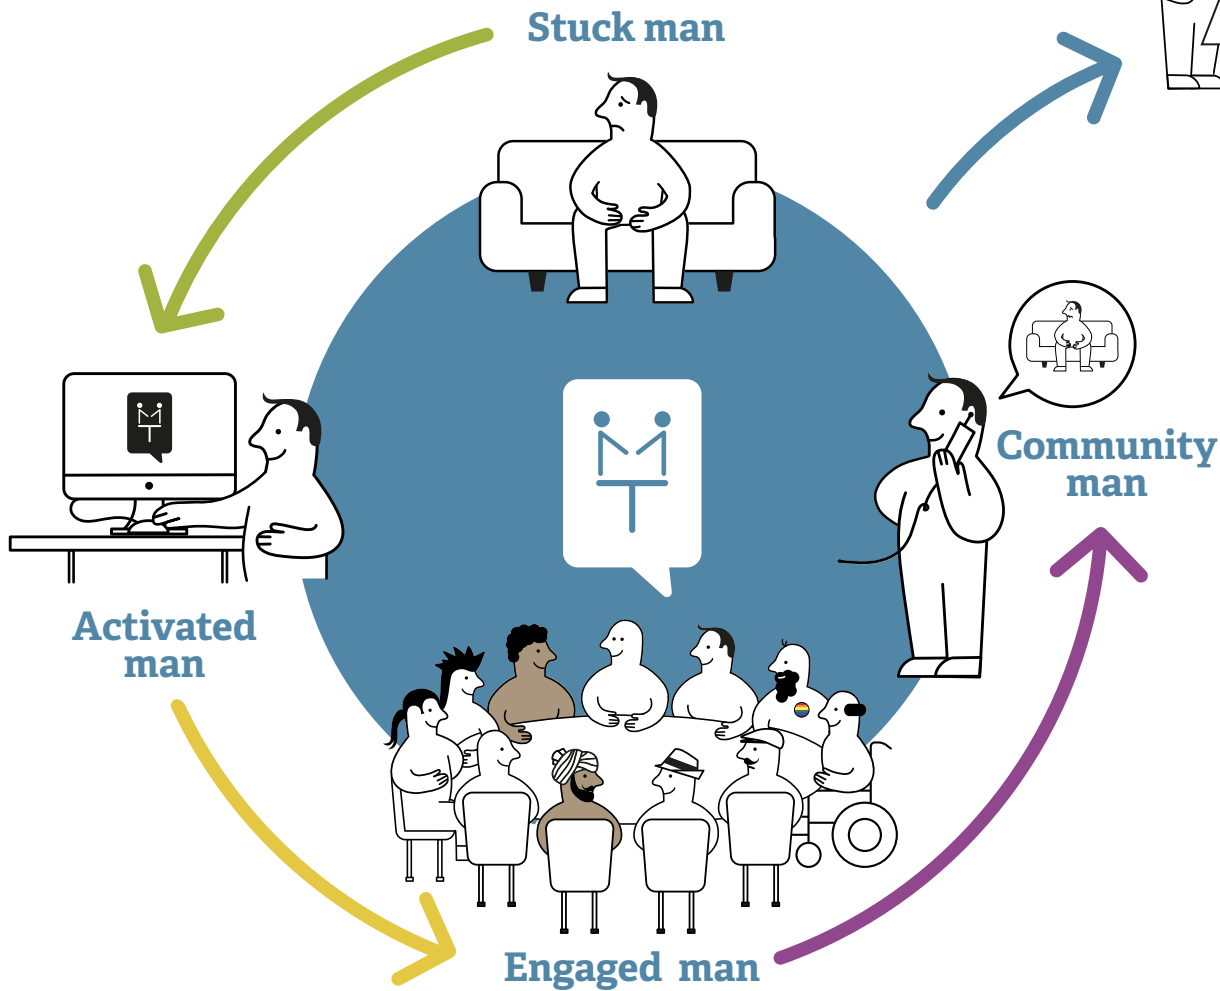 Stuck man
Community
man
Activated
man
Engaged man